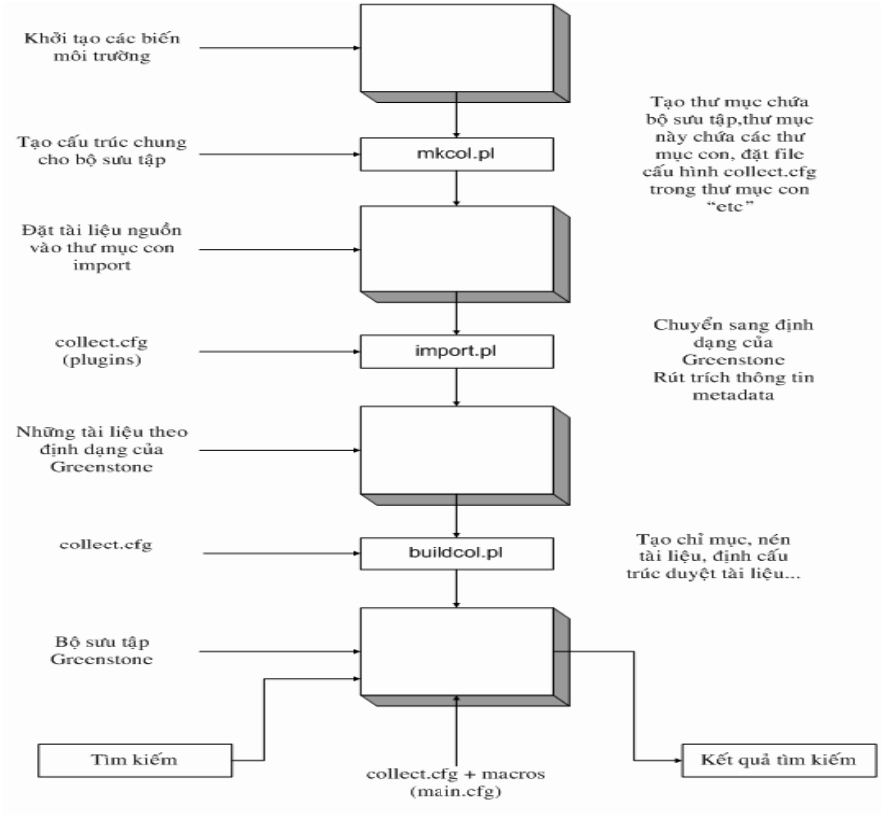 Khởi tạo các biến
môi trường
Tạo cấu trúc chung
cho bộ sưu tập
mkcol.pl
Tạo thư mục chứa
bộ sưu tập,thư mục
này chứa các thư
mục con, đặt file
cấu hình collect.cfg
trong thư mục con
“etc”
Đặt tài liệu nguồn
vào thư mục con
import
collect.cfg
(plugins)
import.pl
Chuyển sang định
dạng của
Greenstone
Rút trích thông tin
metadata
Những tài liệu theo
định dạng của
Greenstone
collect.cfg
buildcol.pl
Tạo chỉ mục, nén
tài liệu, định cấu
trúc duyệt tài liệu...
Bộ sưu tập
Greenstone
Tìm kiếm
collect.cfg + macros
(main.cfg)
Kết quả tìm kiếm